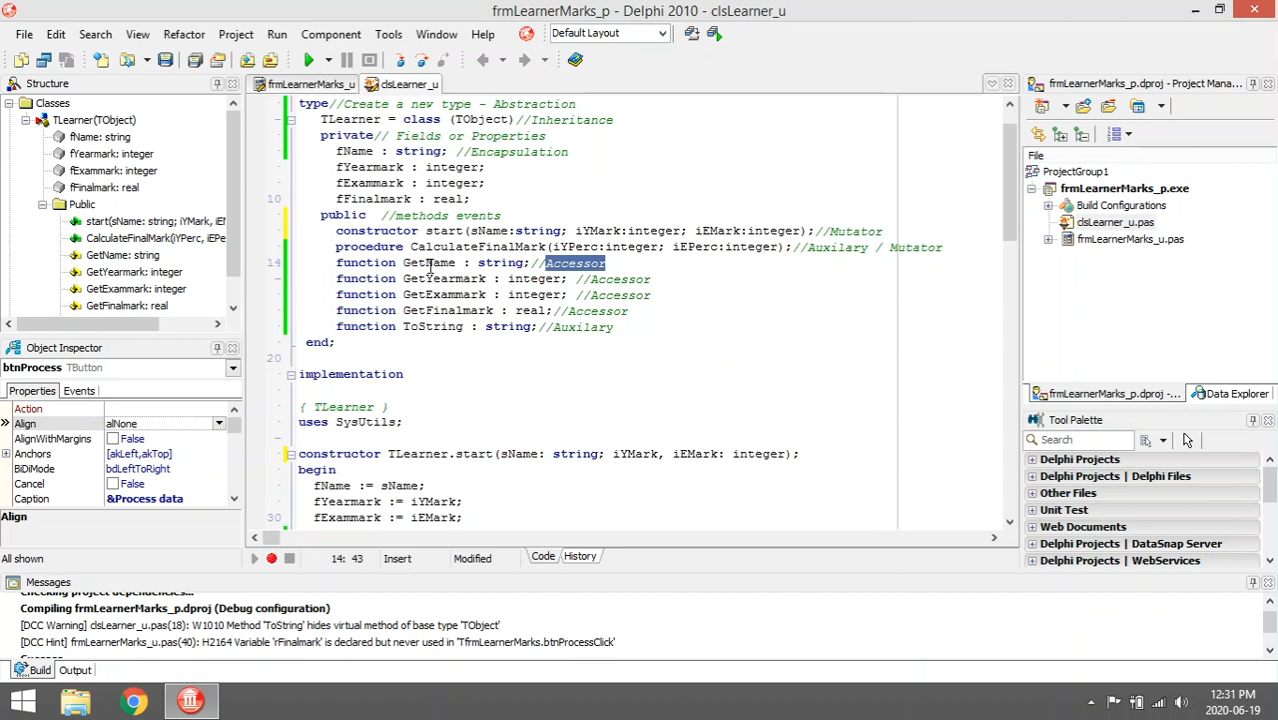 frmLearnerMarks_p - Delphi 2010 - clsLearner_u
File Edit Search View Refactor Project Run Component Tools Window Help Default Layout
Structure
Classes
TLearner(TObject)
fName: string
fYearmark: integer
fExammark: integer
fFinalmark: real
Public
start(sName: string; iYMark, iEM
CalculateFinalMark(iYPerc, iEPe
GetName: string
GetYearmark: integer
GetExammark: integer
GetFinalmark: real
Object Inspector
btnProcess TButton
Properties Events
Action
Align alNone
AlignWithMargins False
Anchors [akLeft,akTop]
BiDiMode bdLeftToRight
Cancel False
Caption &Process data
Align
All shown
frmLearnerMarks_u clsLearner_u
type//Create a new type - Abstraction
TLearner = class (TObject)//Inheritance
private// Fields or Properties
fName : string; //Encapsulation
fYearmark : integer;
fExammark : integer;
10 fFinalmark : real;
public //methods events
constructor start(sName:string; iYMark:integer; iEMark:integer);//Mutator
procedure CalculateFinalMark(iYPerc:integer; iEPerc:integer);//Auxilary / Mutator
14 function GetName : string;//Accessor
function GetYearmark : integer; //Accessor
function GetExammark : integer; //Accessor
function GetFinalmark : real;//Accessor
function ToString : string;//Auxilary
end;
20
implementation
{ TLearner }
uses SysUtils;
constructor TLearner.start(sName: string; iYMark, iEMark: integer);
begin
fName := sName;
fYearmark := iYMark;
30 fExammark := iEMark;
14: 43 Insert Modified Code History
frmLearnerMarks_p.dproj - Project Mana...
File
ProjectGroup1
frmLearnerMarks_p.exe
Build Configurations
clsLearner_u.pas
frmLearnerMarks_u.pas
frmLearnerMarks_p.dproj -... Data Explorer
Tool Palette
Search
Delphi Projects
Delphi Projects | Delphi Files
Other Files
Unit Test
Web Documents
Delphi Projects | DataSnap Server
Delphi Projects | WebServices
Messages
Checking project dependencies...
Compiling frmLearnerMarks_p.dproj (Debug configuration)
[DCC Warning] clsLearner_u.pas(18): W1010 Method 'ToString' hides virtual method of base type 'TObject'
[DCC Hint] frmLearnerMarks_u.pas(40): H2164 Variable 'rFinalmark' is declared but never used in 'TfrmLearnerMarks.btnProcessClick'
Build Output
12:31 PM
2020-06-19